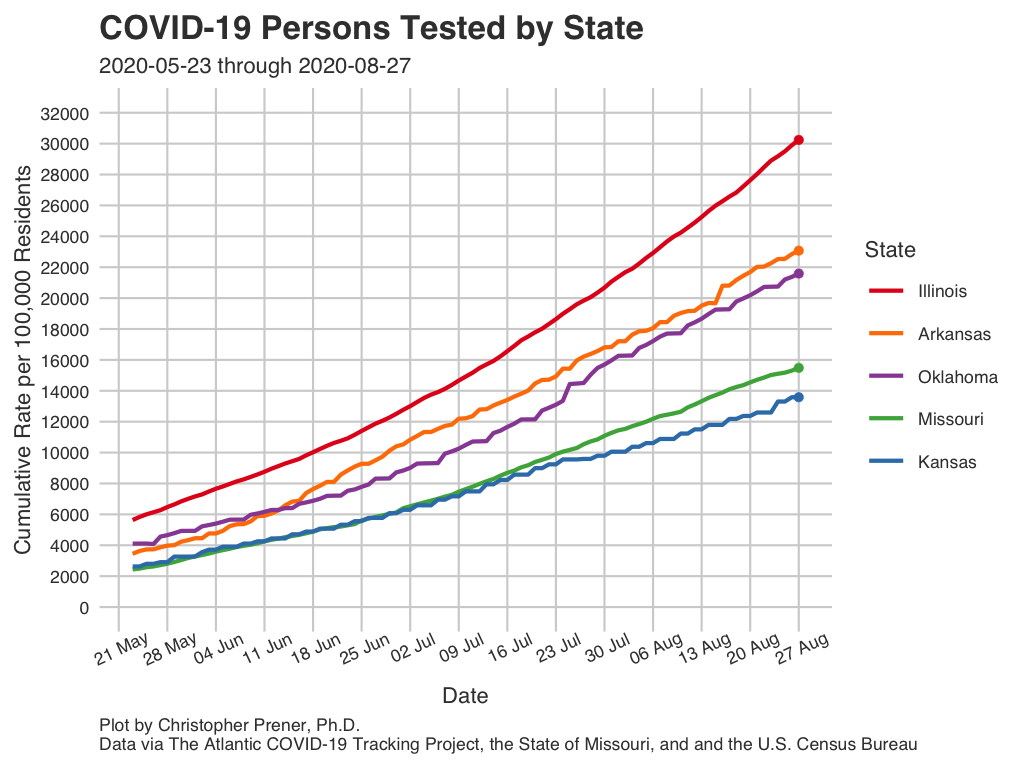 COVID-19 Persons Tested by State
2020-05-23 through 2020-08-27
Cumulative Rate per 100,000 Residents
32000
30000
28000
26000
24000
22000
20000
18000
16000
14000
12000
10000
8000
6000
4000
2000
0
21 May
28 May
04 Jun
11 Jun
18 Jun
25 Jun
02 Jul
09 Jul
16 Jul
23 Jul
30 Jul
06 Aug
13 Aug
20 Aug
27 Aug
Date
State
Illinois
Arkansas
Oklahoma
Missouri
Kansas
Plot by Christopher Prener, Ph.D.
Data via The Atlantic COVID-19 Tracking Project, the State of Missouri, and and the U.S. Census Bureau